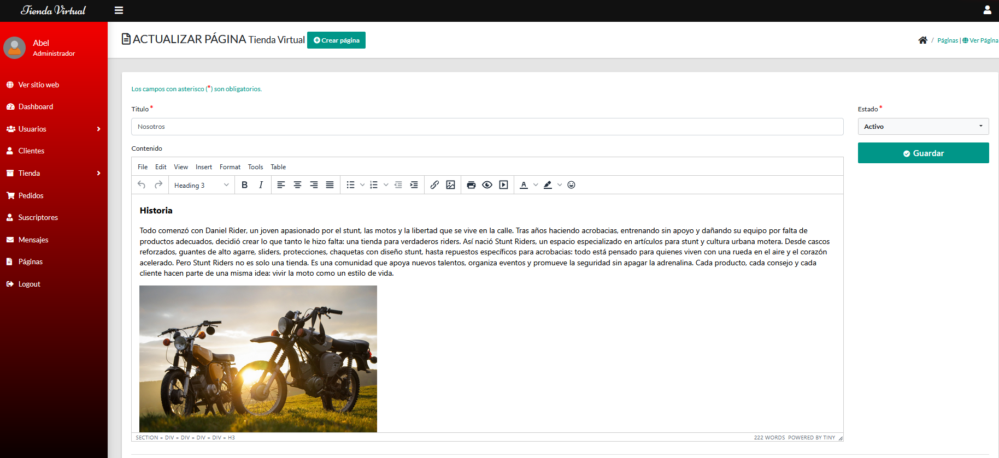 Tienda Virtual
Abel
Administrador
Ver sitio web
Dashboard
Usuarios
Clientes
Tienda
Pedidos
Suscriptores
Mensajes
Páginas
Logout
ACTUALIZAR PÁGINA Tienda Virtual Crear página
/ Páginas | Ver Página
Los campos con asterisco (*) son obligatorios.
Titulo *
Nosotros
Estado *
Activo
Guardar
Contenido
File Edit View Insert Format Tools Table
Heading 3 B I A
Historia
Todo comenzó con Daniel Rider, un joven apasionado por el stunt, las motos y la libertad que se vive en la calle. Tras años haciendo acrobacias, entrenando sin apoyo y dañando su equipo por falta de
productos adecuados, decidió crear lo que tanto le hizo falta: una tienda para verdaderos riders. Así nació Stunt Riders, un espacio especializado en artículos para stunt y cultura urbana motera. Desde cascos
reforzados, guantes de alto agarre, sliders, protecciones, chaquetas con diseño stunt, hasta repuestos específicos para acrobacias: todo está pensado para quienes viven con una rueda en el aire y el corazón
acelerado. Pero Stunt Riders no es solo una tienda. Es una comunidad que apoya nuevos talentos, organiza eventos y promueve la seguridad sin apagar la adrenalina. Cada producto, cada consejo y cada
cliente hacen parte de una misma idea: vivir la moto como un estilo de vida.
SECTION » DIV » DIV » DIV » DIV » H3
222 WORDS POWERED BY TINY